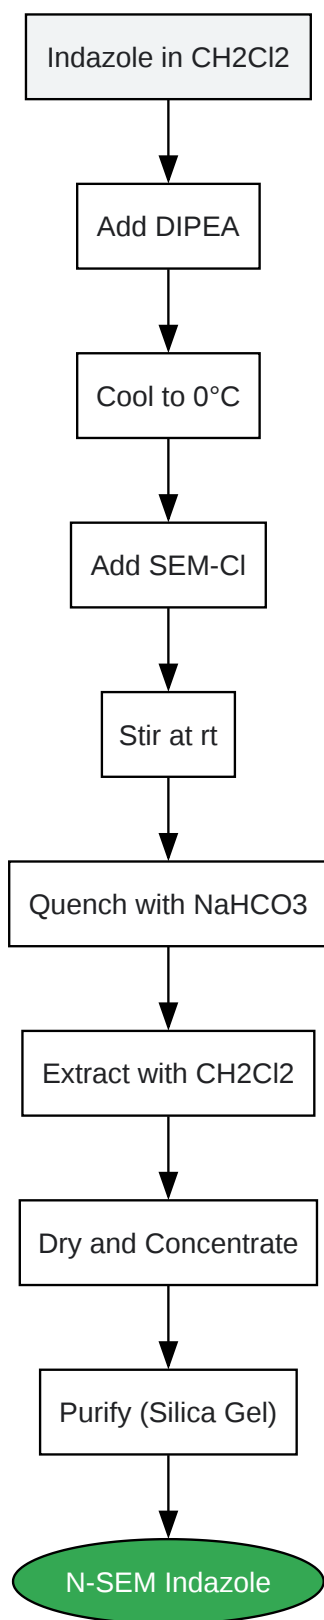 Indazole in CH2Cl2
Add DIPEA
Cool to 0°C
Add SEM-Cl
Stir at rt
Quench with NaHCO3
Extract with CH2Cl2
Dry and Concentrate
Purify (Silica Gel)
N-SEM Indazole